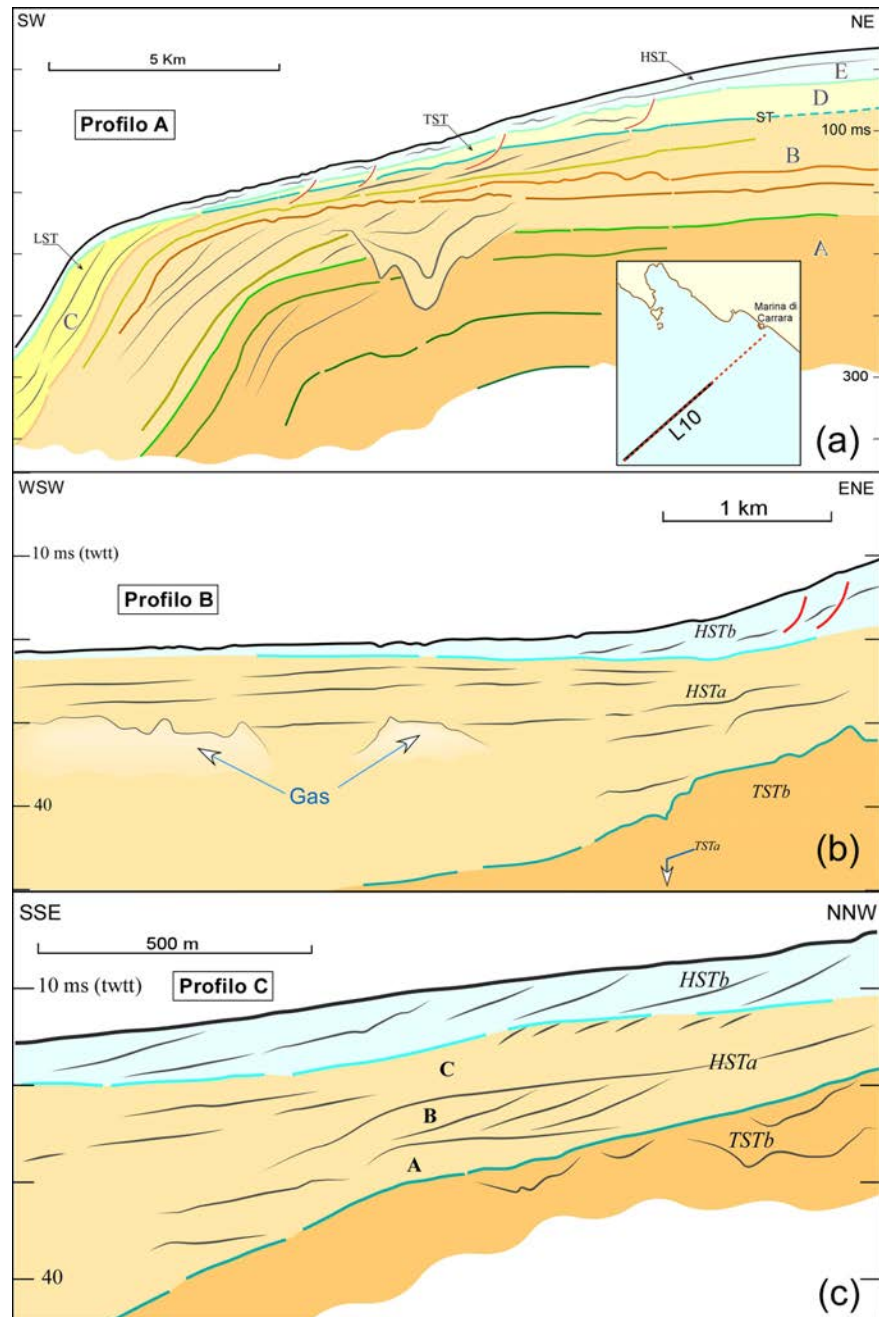 SW
NE
5 Km
HST
E
Profilo A
D
TST
ST
100 ms
B
LST
A
C
Marina di
Carrara
300
L10
(a)
WSW
ENE
1 km
10 ms (twtt)
Profilo B
HSTb
HSTa
Gas
40
TSTb
TSTa
(b)
SSE
NNW
500 m
10 ms (twtt)
Profilo C
HSTb
C
HSTa
B
TSTb
A
40
(c)